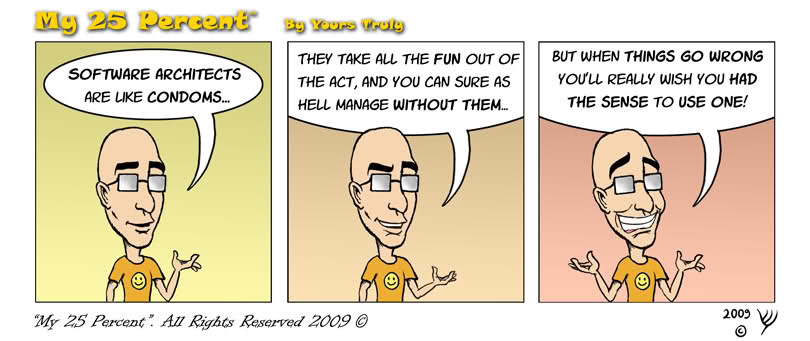 My 25 Percent™ By Yours Truly
SOFTWARE ARCHITECTS
ARE LIKE CONDOMS...
THEY TAKE ALL THE FUN OUT OF
THE ACT, AND YOU CAN SURE AS
HELL MANAGE WITHOUT THEM...
BUT WHEN THINGS GO WRONG
YOU'LL REALLY WISH YOU HAD
THE SENSE TO USE ONE!
"My 25 Percent". All Rights Reserved 2009 ©
2009
©